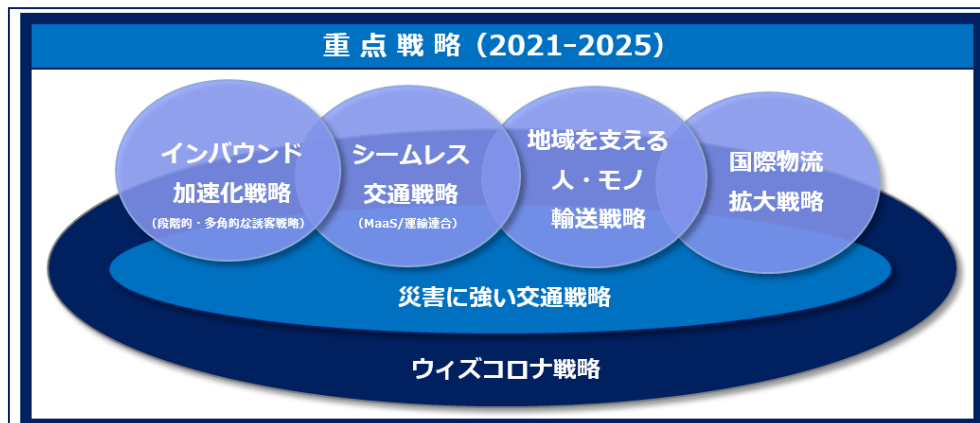 重点戦略（2021-2025）
インバウンド
加速化戦略
（段階的・多角的な誘客戦略）
シームレス
交通戦略
（MaaS/運輸連合）
地域を支える
人・モノ
輸送戦略
国際物流
拡大戦略
災害に強い交通戦略
ウィズコロナ戦略